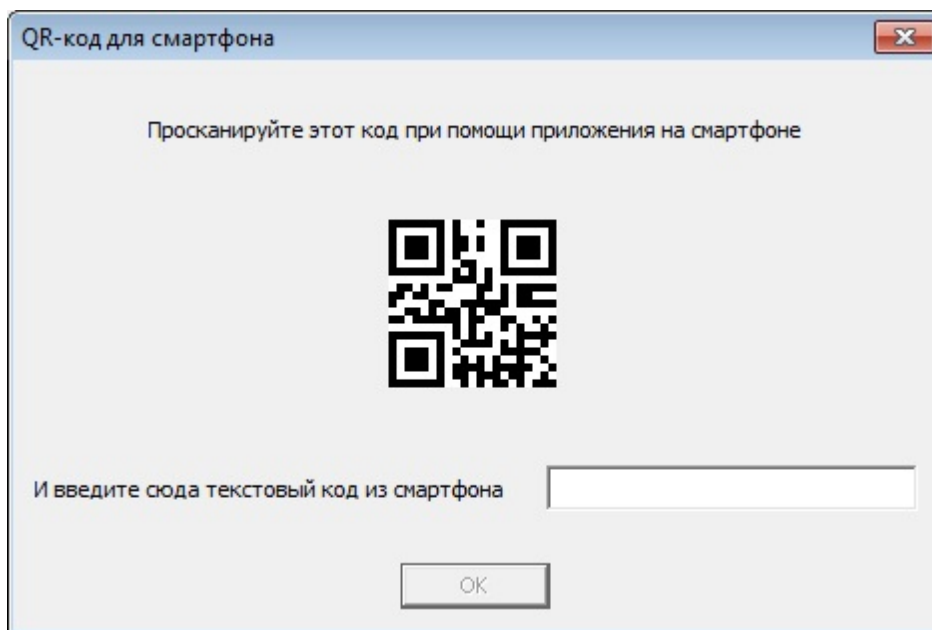 QR-код для смартфона
Просканируйте этот код при помощи приложения на смартфоне
И введите сюда текстовый код из смартфона
OK